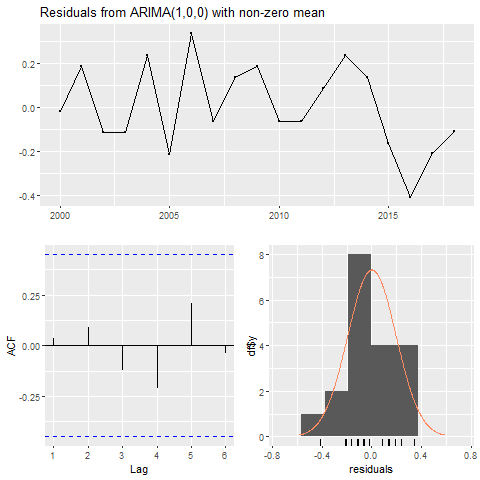 Residuals from ARIMA(1,0,0) with non-zero mean
0.2
0.0
-0.2
-0.4
2000 2005 2010 2015
0.25
0.00
-0.25
ACF
1 2 3 4 5 6
Lag
8
6
4
2
0
df$y
-0.8 -0.4 0.0 0.4 0.8
residuals